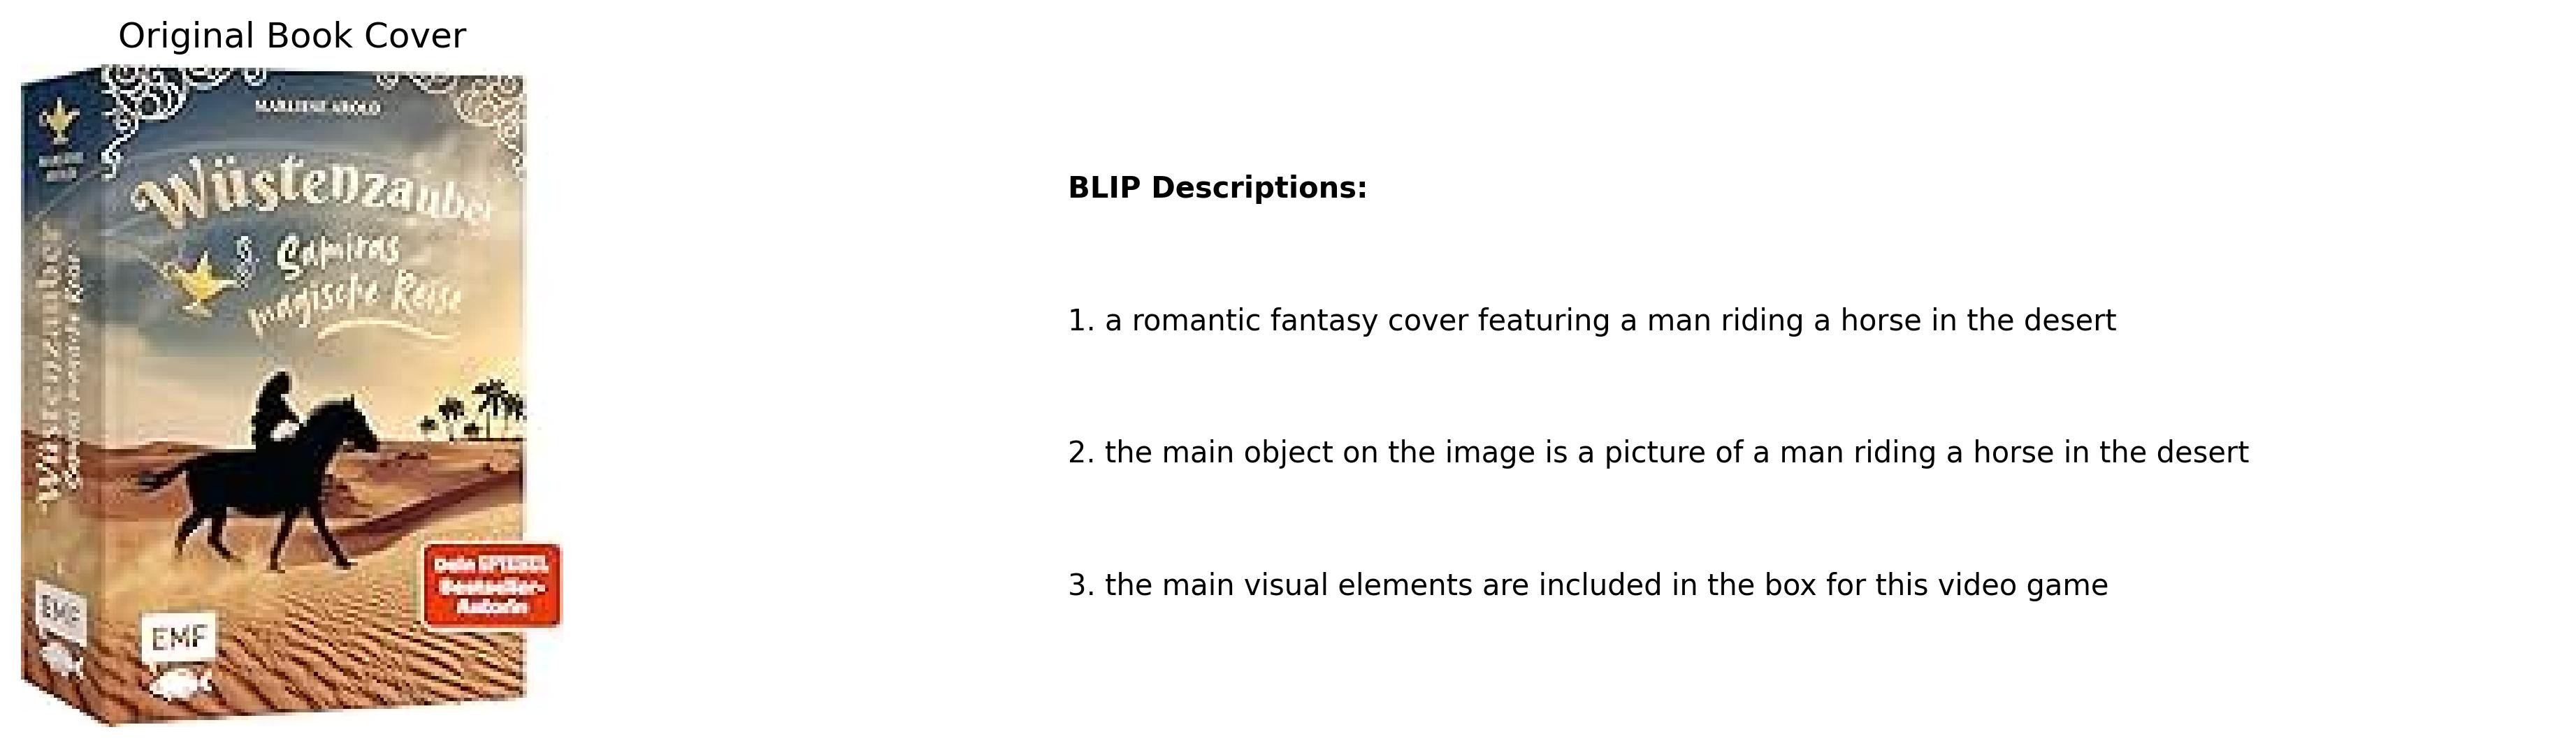 Original Book Cover
MARLIESE AROLD
Wüstenzauber
Samiras
magische Reise
Wüstenzauber
Dein SPIEGEL
Bestseller-
Autorin
EMF
EMF
BLIP Descriptions:
1. a romantic fantasy cover featuring a man riding a horse in the desert
2. the main object on the image is a picture of a man riding a horse in the desert
3. the main visual elements are included in the box for this video game